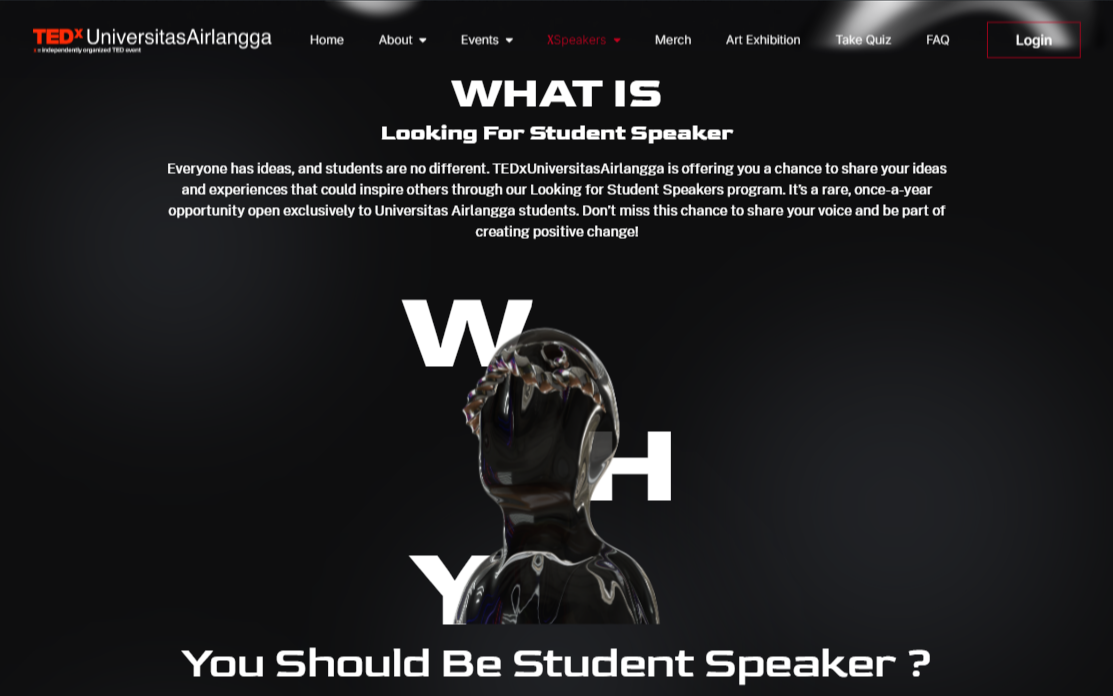 TEDx UniversitasAirlangga
x = independently organized TED event
Home About Events XSpeakers Merch Art Exhibition Take Quiz FAQ Login
WHAT IS
Looking For Student Speaker
Everyone has ideas, and students are no different. TEDxUniversitasAirlangga is offering you a chance to share your ideas
and experiences that could inspire others through our Looking for Student Speakers program. It's a rare, once-a-year
opportunity open exclusively to Universitas Airlangga students. Don't miss this chance to share your voice and be part of
creating positive change!
W
H
Y
You Should Be Student Speaker ?